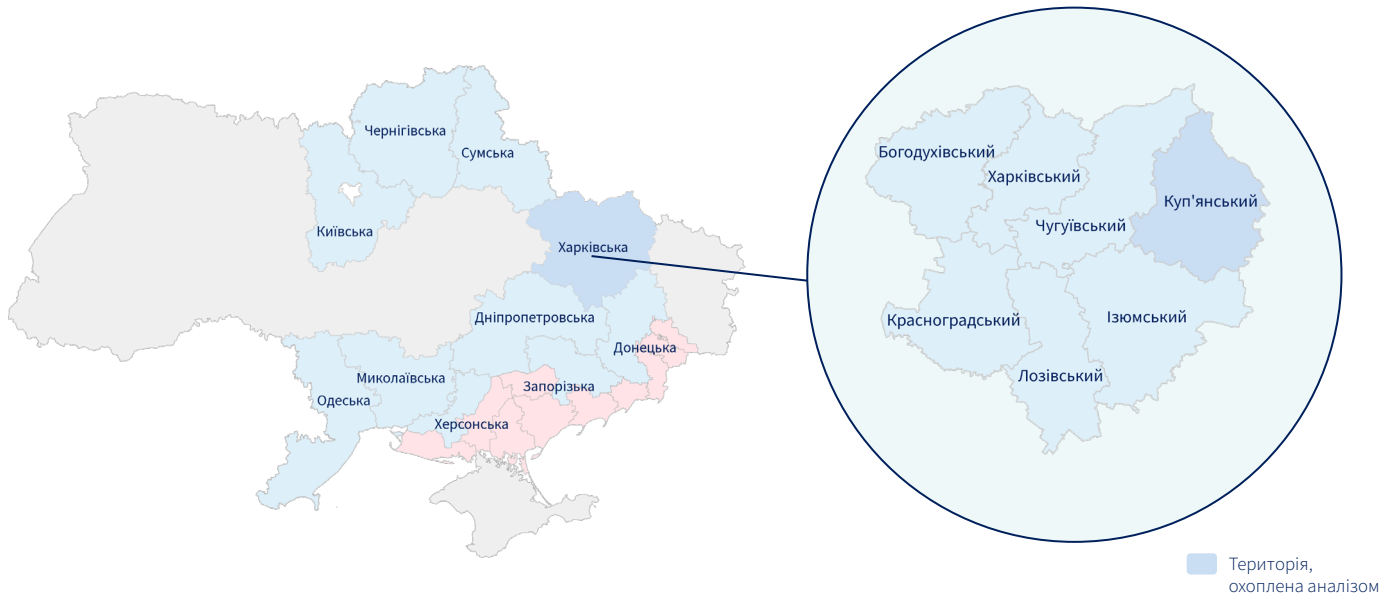 Чернігівська
Сумська
Київська
Харківська
Дніпропетровська
Донецька
Миколаївська
Запорізька
Одеська
Херсонська
Богодухівський
Харківський
Куп'янський
Чугуївський
Красноградський
Ізюмський
Лозівський
Територія,
охоплена аналізом